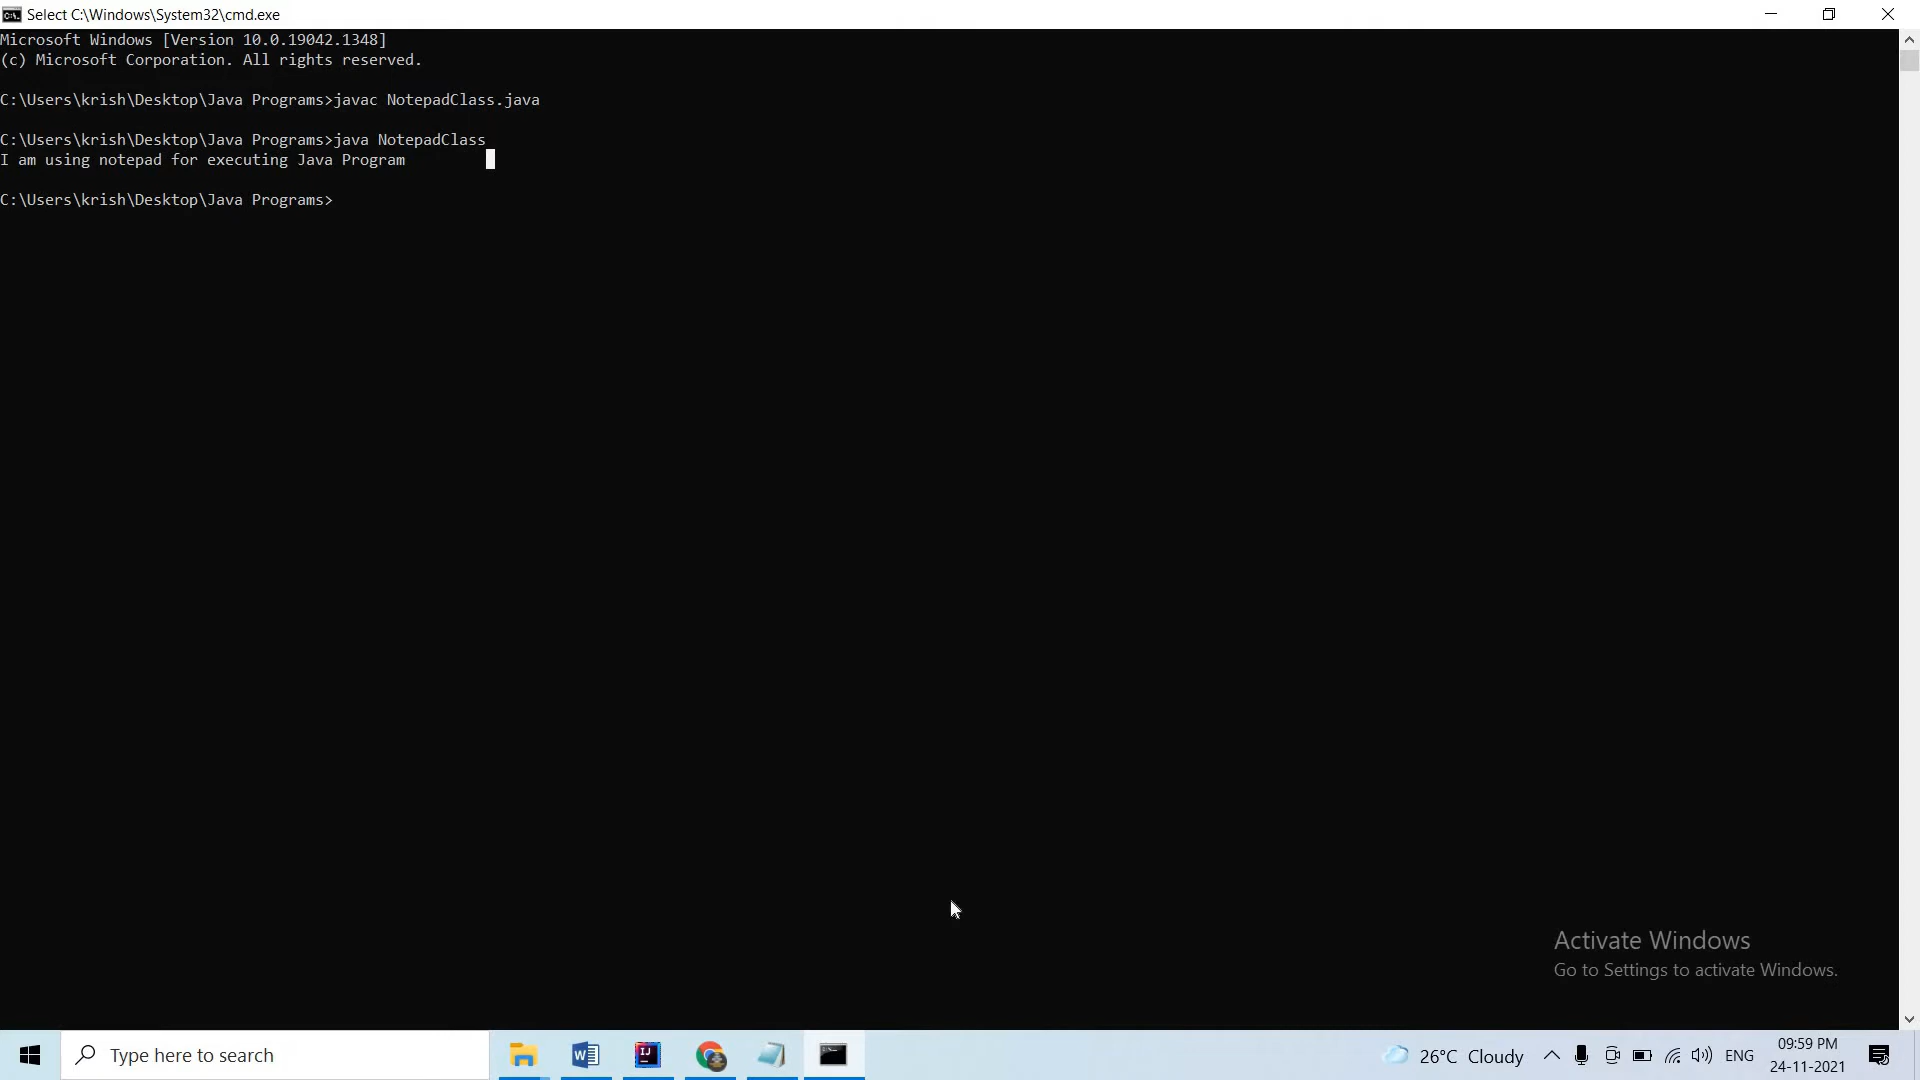 Select C:\Windows\System32\cmd.exe
Microsoft Windows [Version 10.0.19042.1348]
(c) Microsoft Corporation. All rights reserved.
C:\Users\krish\Desktop\Java Programs>javac NotepadClass.java
C:\Users\krish\Desktop\Java Programs>java NotepadClass
I am using notepad for executing Java Program
C:\Users\krish\Desktop\Java Programs>
Activate Windows
Go to Settings to activate Windows.
Type here to search
26°C Cloudy
ENG
09:59 PM
24-11-2021